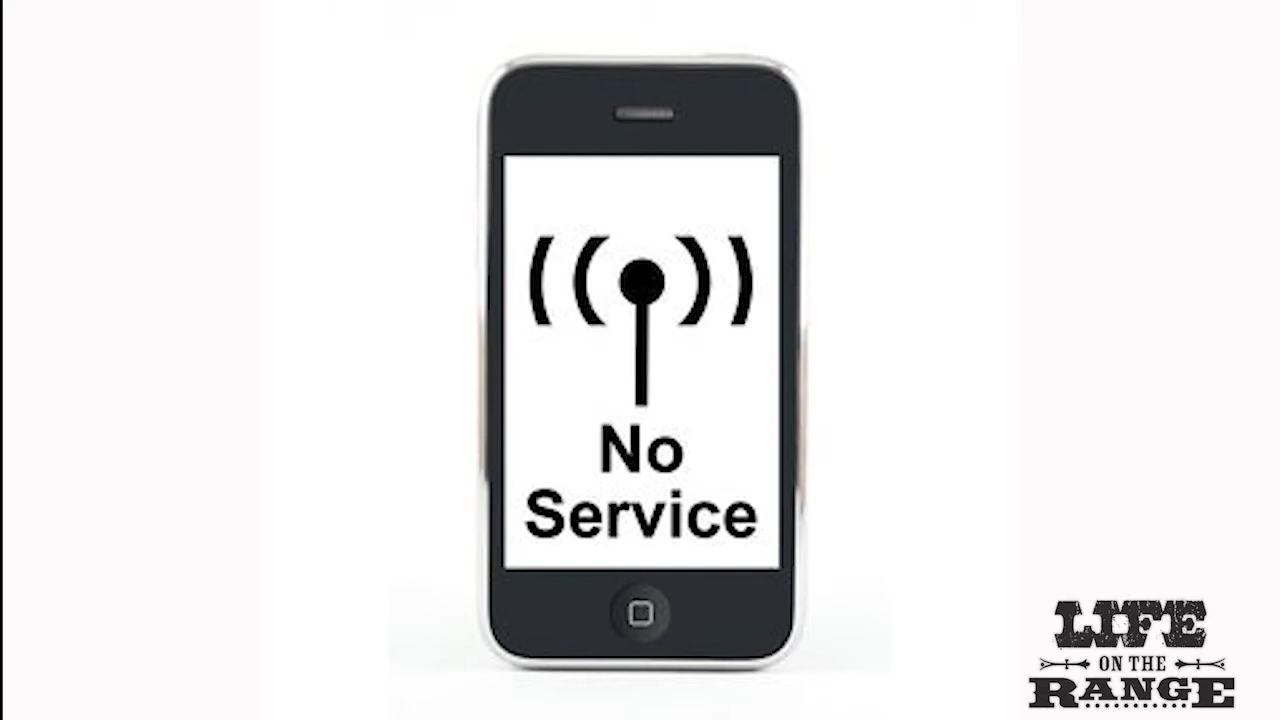 No
Service
LIFE
ON THE
RANGE